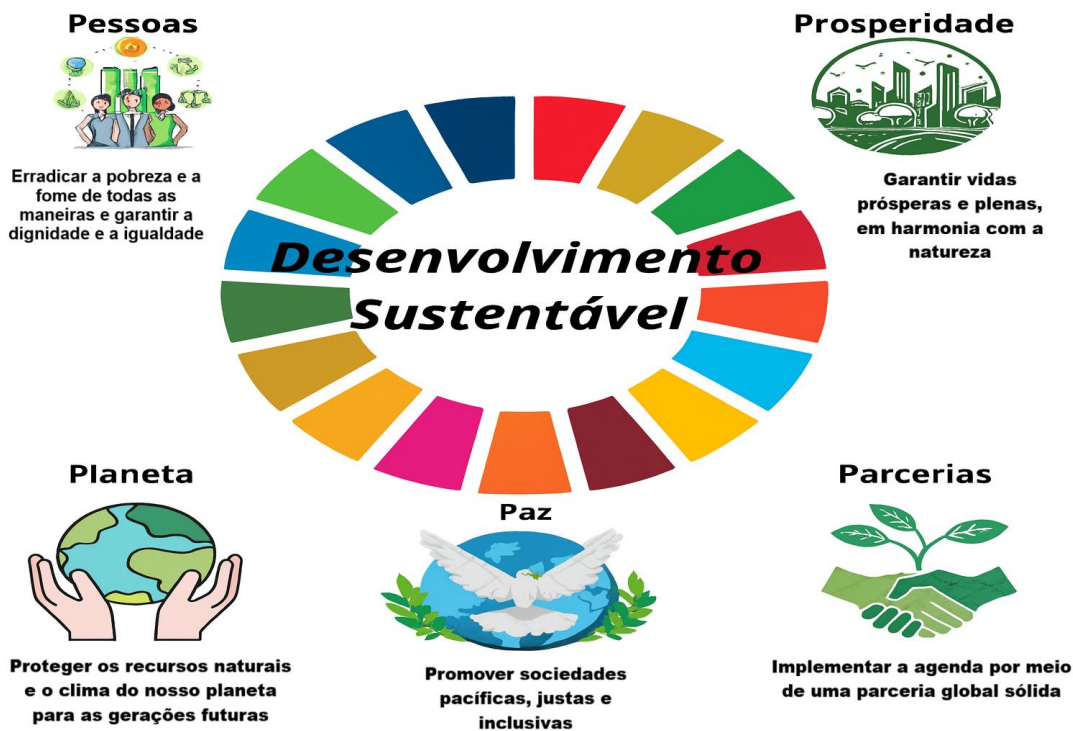 Pessoas
Erradicar a pobreza e a
fome de todas as
maneiras e garantir a
dignidade e a igualdade
Prosperidade
Garantir vidas
prósperas e plenas,
em harmonia com a
natureza
Desenvolvimento
Sustentável
Planeta
Proteger os recursos naturais
e o clima do nosso planeta
para as gerações futuras
Paz
Promover sociedades
pacíficas, justas e
inclusivas
Parcerias
Implementar a agenda por meio
de uma parceria global sólida